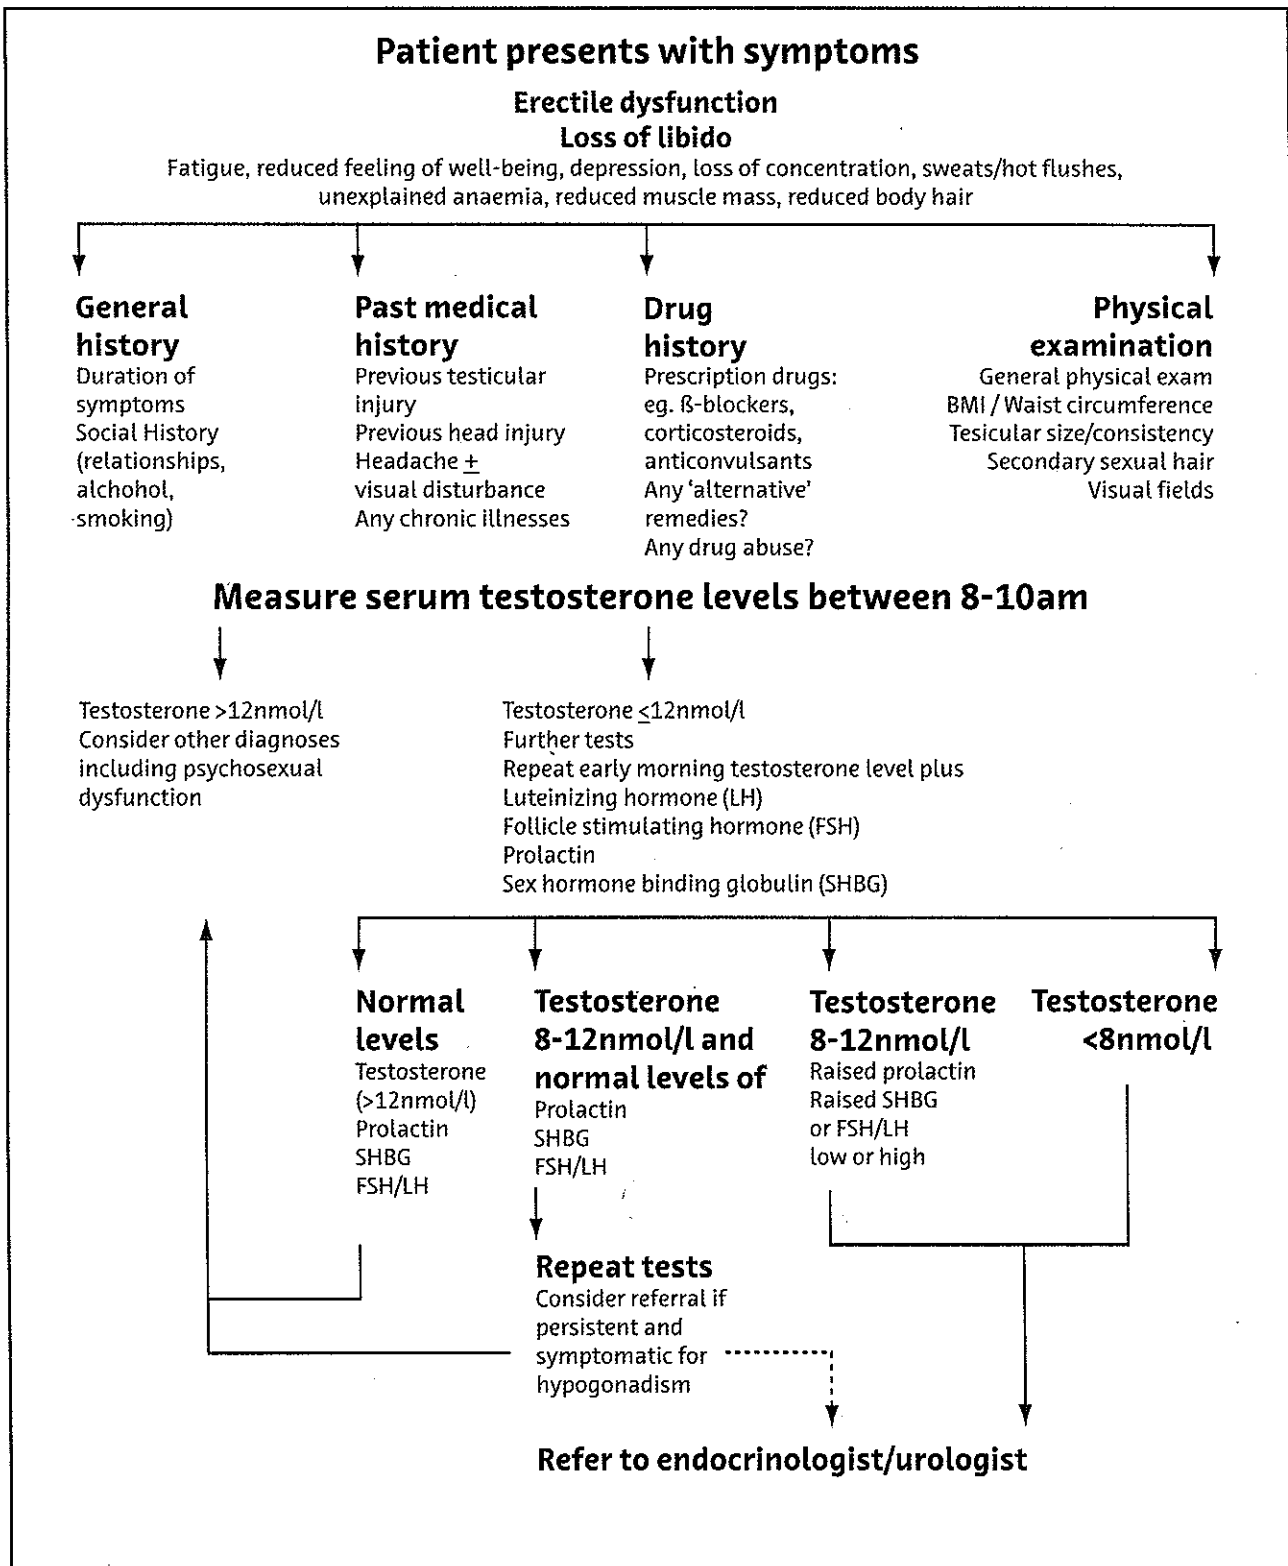 Patient presents with symptoms
Erectile dysfunction
Loss of libido
Fatigue, reduced feeling of well-being, depression, loss of concentration, sweats/hot flushes,
unexplained anaemia, reduced muscle mass, reduced body hair
General
history
Duration of
symptoms
Social History
(relationships,
alchohol,
smoking)
Past medical
history
Previous testicular
injury
Previous head injury
Headache ±
visual disturbance
Any chronic illnesses
Drug
history
Prescription drugs:
eg. ß-blockers,
corticosteroids,
anticonvulsants
Any ‘alternative’
remedies?
Any drug abuse?
Physical
examination
General physical exam
BMI / Waist circumference
Tesicular size/consistency
Secondary sexual hair
Visual fields
Measure serum testosterone levels between 8-10am
Testosterone >12nmol/l
Consider other diagnoses
including psychosexual
dysfunction
Testosterone ≤12nmol/l
Further tests
Repeat early morning testosterone level plus
Luteinizing hormone (LH)
Follicle stimulating hormone (FSH)
Prolactin
Sex hormone binding globulin (SHBG)
Normal
levels
Testosterone
(>12nmol/l)
Prolactin
SHBG
FSH/LH
Testosterone
8-12nmol/l and
normal levels of
Prolactin
SHBG
FSH/LH
Testosterone
8-12nmol/l
Raised prolactin
Raised SHBG
or FSH/LH
low or high
Testosterone
<8nmol/l
Repeat tests
Consider referral if
persistent and
symptomatic for
hypogonadism
Refer to endocrinologist/urologist